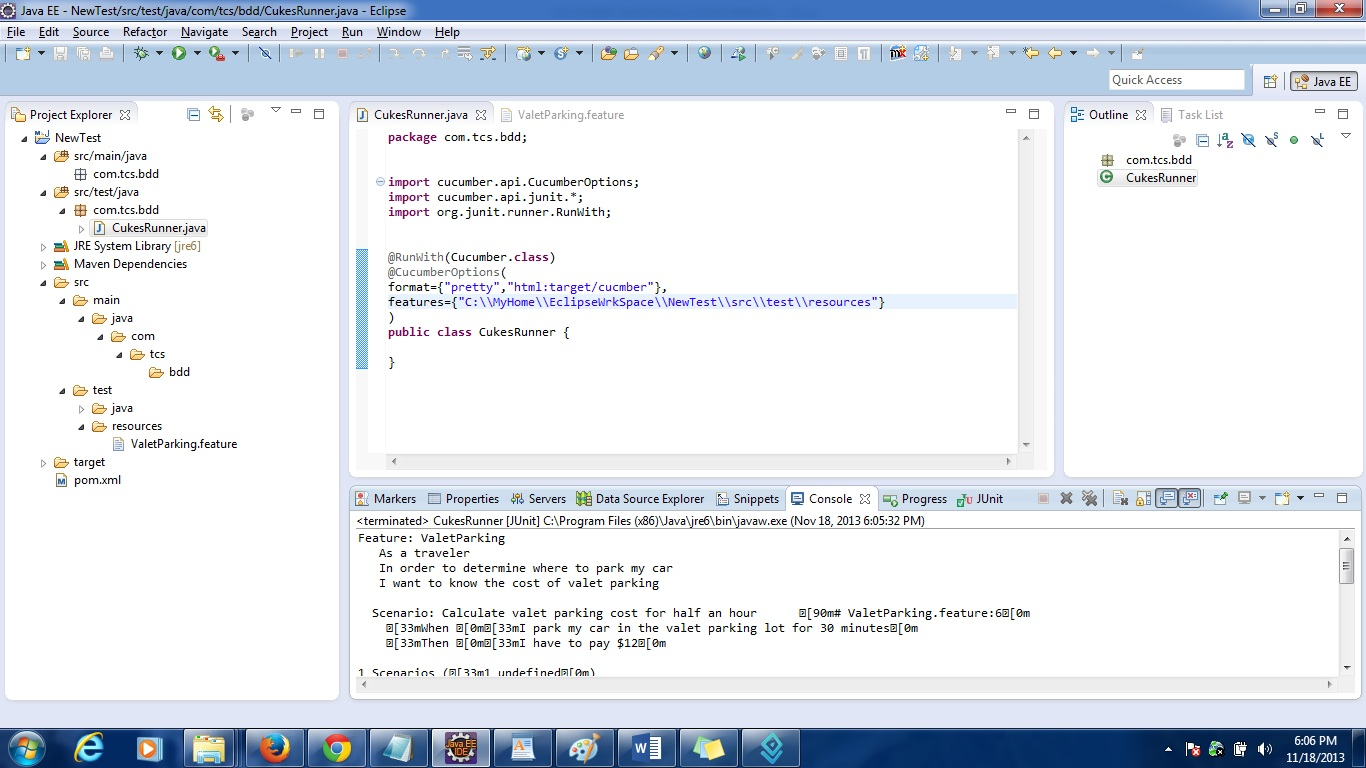 Java EE - NewTest/src/test/java/com/tcs/bdd/CukesRunner.java - Eclipse
File Edit Source Refactor Navigate Search Project Run Window Help
Quick Access
Java EE
Project Explorer
NewTest
src/main/java
com.tcs.bdd
src/test/java
com.tcs.bdd
CukesRunner.java
JRE System Library [jre6]
Maven Dependencies
src
main
java
com
tcs
bdd
test
java
resources
ValetParking.feature
target
pom.xml
CukesRunner.java ValetParking.feature
package com.tcs.bdd;
import cucumber.api.CucumberOptions;
import cucumber.api.junit.*;
import org.junit.runner.RunWith;
@RunWith(Cucumber.class)
@CucumberOptions(
format={"pretty","html:target/cucmber"},
features={"C:\\MyHome\\EclipseWrkSpace\\NewTest\\src\\test\\resources"}
)
public class CukesRunner {
}
Outline Task List
com.tcs.bdd
CukesRunner
Markers Properties Servers Data Source Explorer Snippets Console Progress JUnit
<terminated> CukesRunner [JUnit] C:\Program Files (x86)\Java\jre6\bin\javaw.exe (Nov 18, 2013 6:05:32 PM)
Feature: ValetParking
As a traveler
In order to determine where to park my car
I want to know the cost of valet parking
Scenario: Calculate valet parking cost for half an hour [90m# ValetParking.feature:6[0m
[33mWhen [0m[33mI park my car in the valet parking lot for 30 minutes[0m
[33mThen [0m[33mI have to pay $12[0m
1 Scenarios ([33m1 undefined[0m)
Java EE
IDE
6:06 PM
11/18/2013